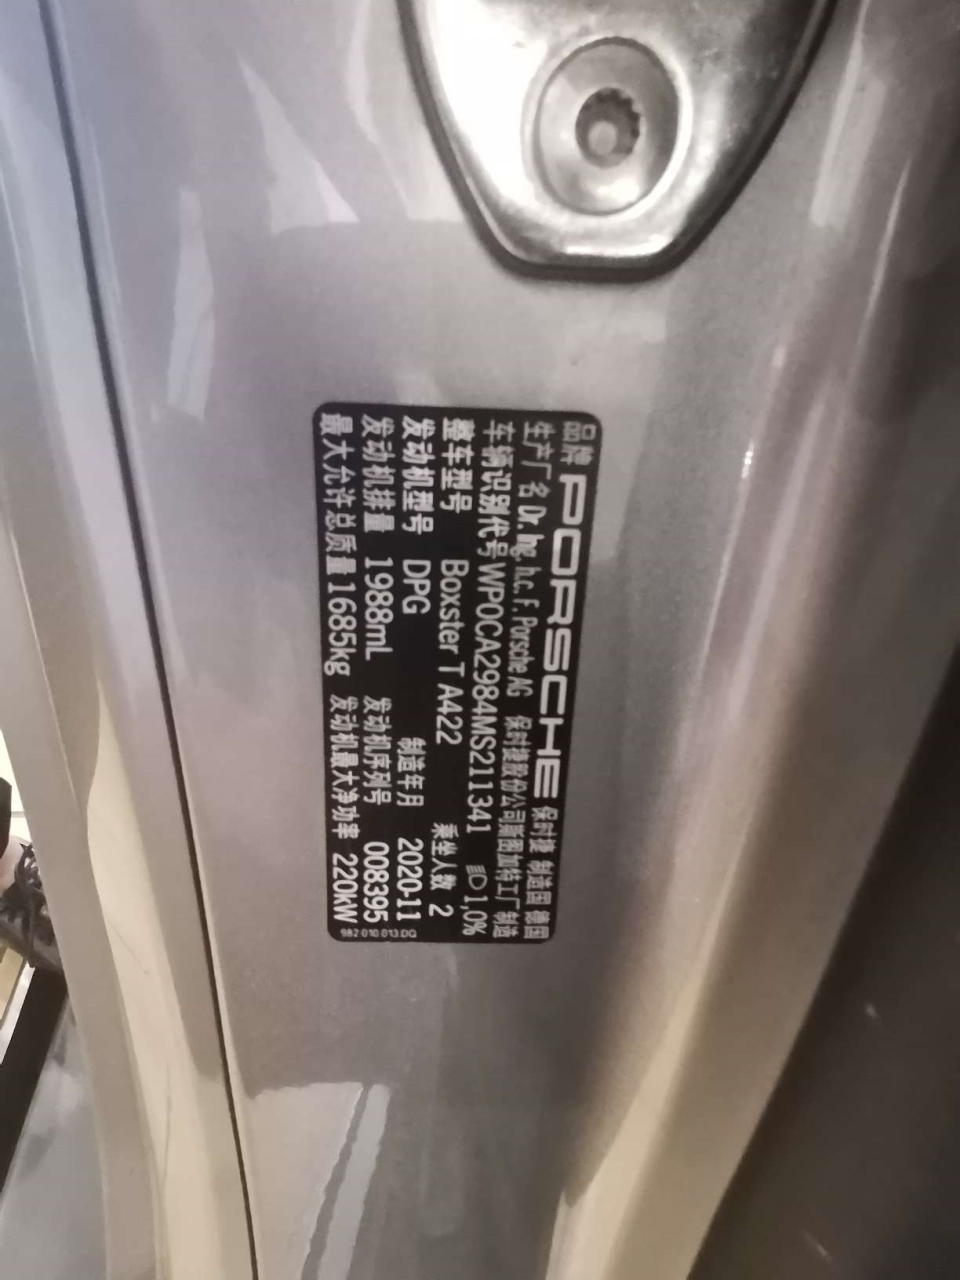 品牌 PORSCHE 保时捷 制造国 德国
生产厂名 Dr. Ing. h.c. F. Porsche AG 保时捷股份公司斯图加特工厂制造
车辆识别代号 WP0CA2984MS211341 1,0%
整车型号 Boxster T A422 乘坐人数 2
发动机型号 DPG 制造年月 2020-11
发动机排量 1988mL 发动机序列号 008395
最大允许总质量 1685kg 发动机最大净功率 220kW
982.010.013.DQ